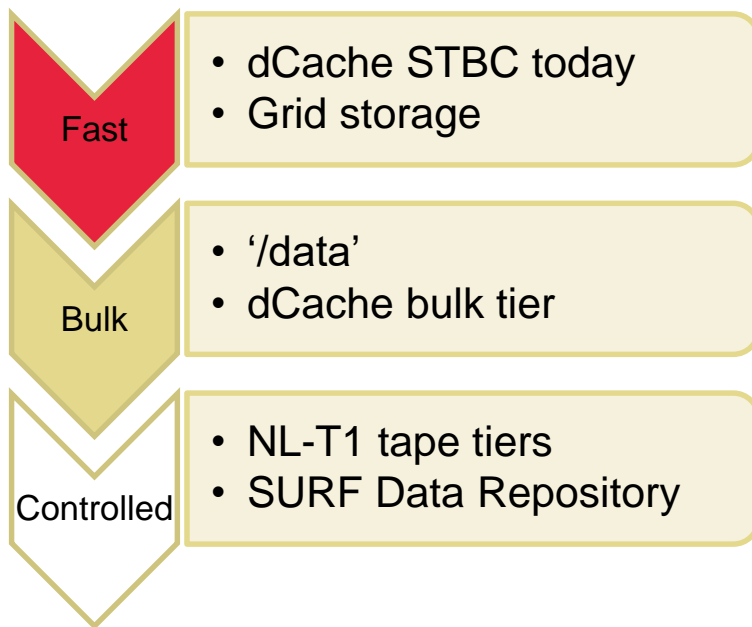 Fast
• dCache STBC today
• Grid storage
Bulk
• ‘/data’
• dCache bulk tier
Controlled
• NL-T1 tape tiers
• SURF Data Repository